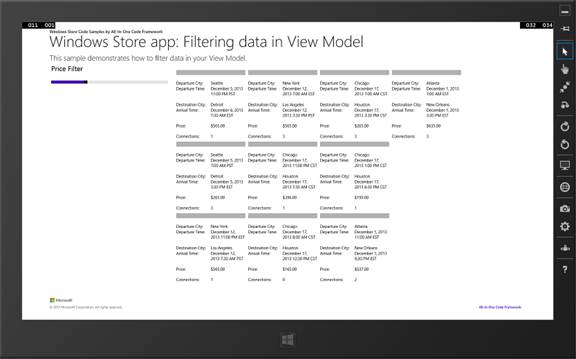 011 001
032 034
Windows Store Code Samples by All-In-One Code Framework
Windows Store app: Filtering data in View Model
This sample demonstrates how to filter data in your View Model.
Price Filter
Departure City: Seattle Departure City: New York Departure City: Chicago Departure City: Atlanta
Departure Time: December 5, 2013 Departure Time: December 12, Departure Time: December 17, Departure Time: December 1, 2013
11:00 PM PST 2013 7:00 AM EST 2013 1:00 AM CST 1:00 AM EST
Destination City: Detroit Destination City: Los Angeles Destination City: Houston Destination City: New Orleans
Arrival Time: December 6, 2013 Arrival Time: December 12, Arrival Time: December 17, Arrival Time: December 1, 2013
7:30 AM EST 2013 3:30 PM PST 2013 3:30 PM CST 3:30 PM EST
Price: $565.00 Price: $565.00 Price: $265.00 Price: $635.00
Connections: 1 Connections: 3 Connections: 3 Connections: 3
Departure City: Seattle Departure City: Chicago Departure City: Chicago
Departure Time: December 5, 2013 Departure Time: December 17, Departure Time: December 17,
7:00 AM PST 2013 11:00 PM CST 2013 1:00 PM CST
Destination City: Detroit Destination City: Houston Destination City: Houston
Arrival Time: December 5, 2013 Arrival Time: December 17, Arrival Time: December 17,
3:30 PM EST 2013 7:30 AM CST 2013 6:30 PM CST
Price: $265.00 Price: $396.00 Price: $195.00
Connections: 3 Connections: 1 Connections: 1
Departure City: New York Departure City: Chicago Departure City: Atlanta
Departure Time: December 12, Departure Time: December 17, Departure Time: December 1, 2013
2013 11:00 PM EST 2013 8:00 AM CST 11:00 AM EST
Destination City: Los Angeles Destination City: Houston Destination City: New Orleans
Arrival Time: December 12, Arrival Time: December 17, Arrival Time: December 1, 2013
2013 7:30 AM PST 2013 12:30 PM CST 9:30 PM EST
Price: $565.00 Price: $165.00 Price: $537.00
Connections: 1 Connections: 0 Connections: 2
Microsoft
© 2013 Microsoft Corporation. All rights reserved.
All-In-One Code Framework